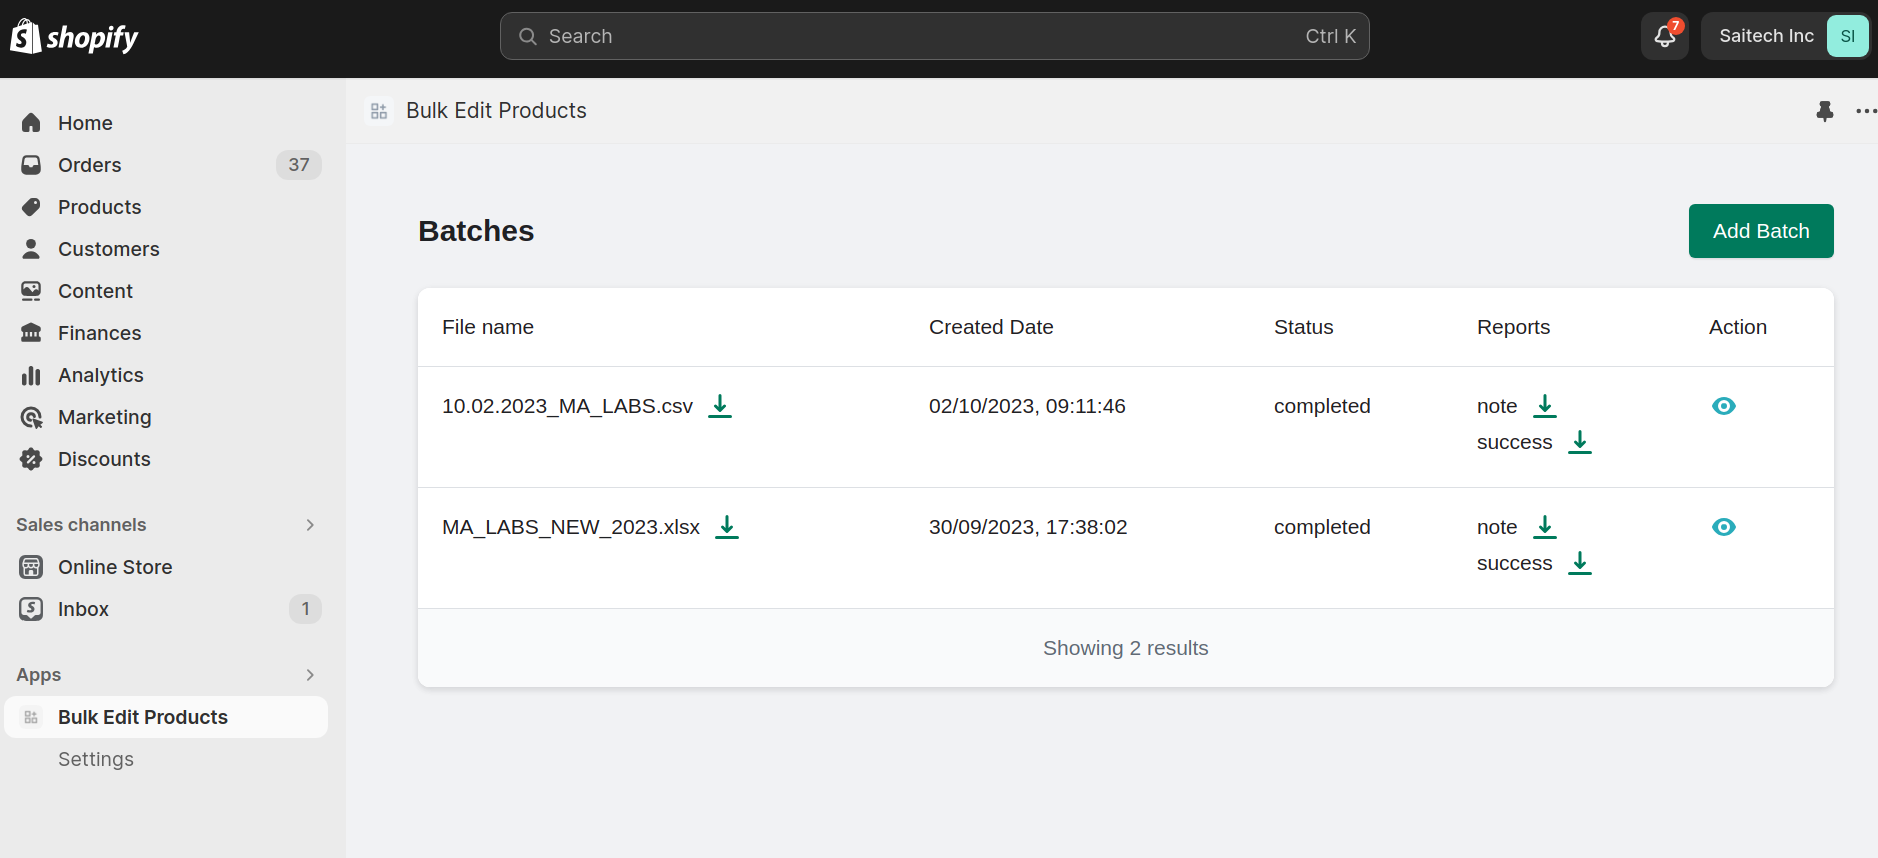 shopify
Search Ctrl K
7
Saitech Inc SI
Home
Orders 37
Products
Customers
Content
Finances
Analytics
Marketing
Discounts
Sales channels
Online Store
Inbox 1
Apps
Bulk Edit Products
Settings
Bulk Edit Products
Batches
Add Batch
File name Created Date Status Reports Action
10.02.2023_MA_LABS.csv 02/10/2023, 09:11:46 completed note
success
MA_LABS_NEW_2023.xlsx 30/09/2023, 17:38:02 completed note
success
Showing 2 results